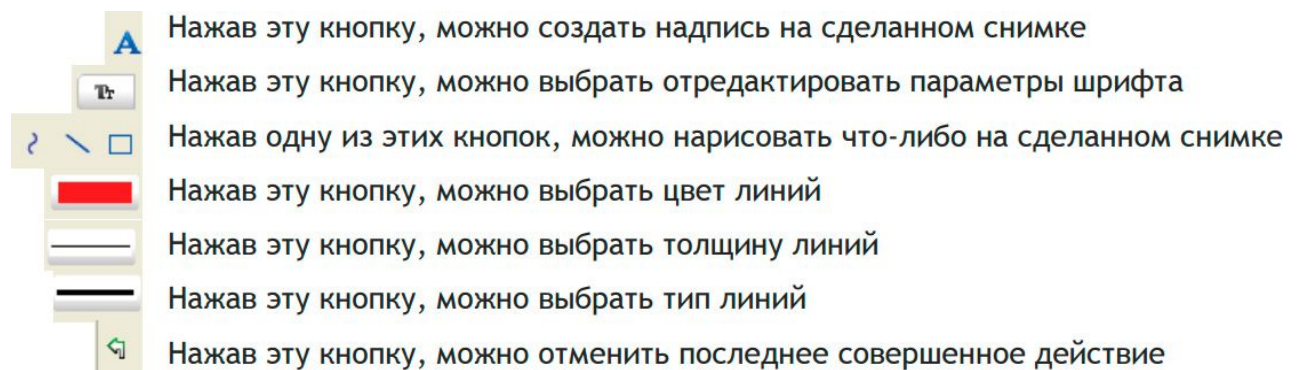 A Нажав эту кнопку, можно создать надпись на сделанном снимке
Tr Нажав эту кнопку, можно выбрать отредактировать параметры шрифта
Нажав одну из этих кнопок, можно нарисовать что-либо на сделанном снимке
Нажав эту кнопку, можно выбрать цвет линий
Нажав эту кнопку, можно выбрать толщину линий
Нажав эту кнопку, можно выбрать тип линий
Нажав эту кнопку, можно отменить последнее совершенное действие